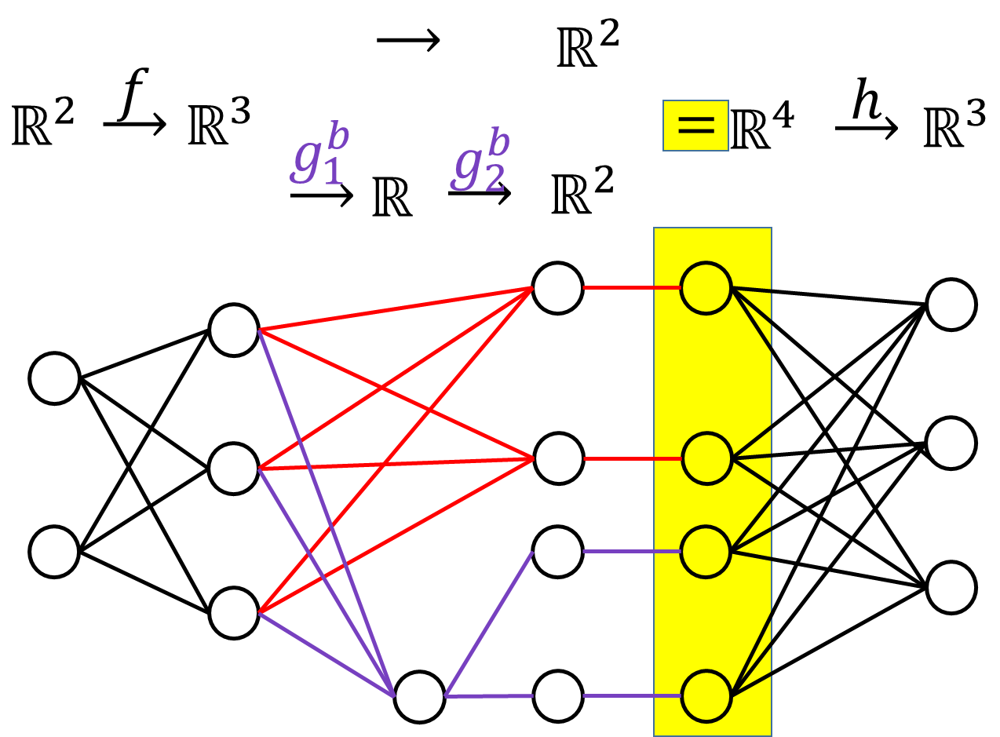 ⟶ ℝ²
ℝ² f⟶ ℝ³ = ℝ⁴ h⟶ ℝ³
g₁ᵇ⟶ ℝ g₂ᵇ⟶ ℝ²